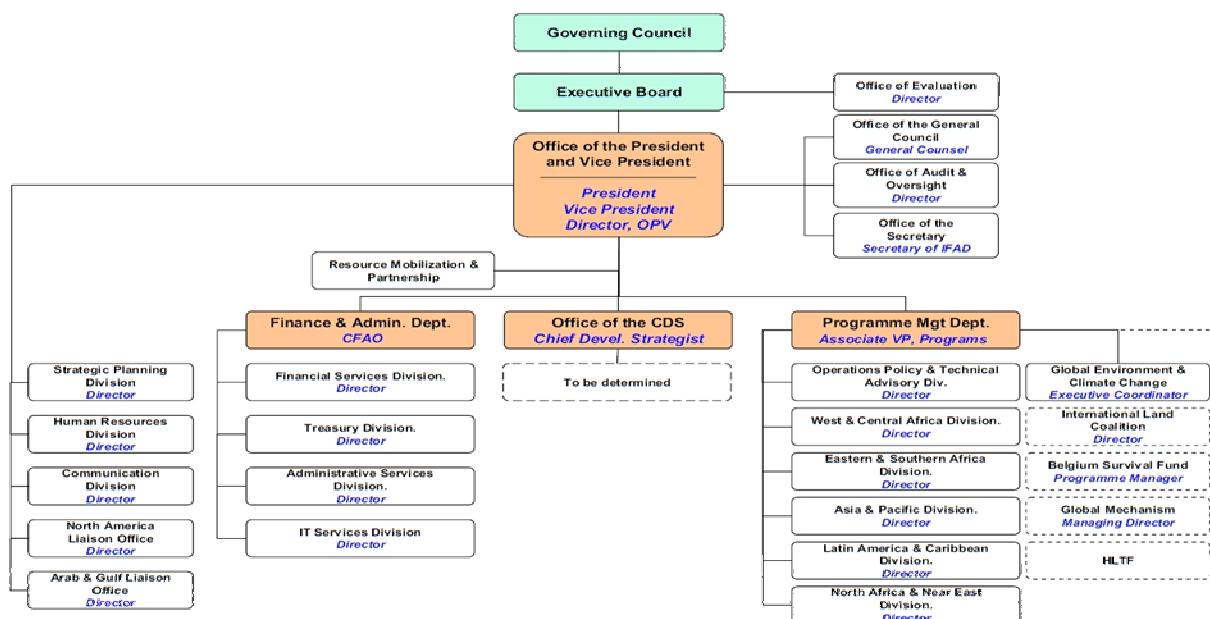 Governing Council
Executive Board
Office of Evaluation
Director
Office of the General
Council
General Counsel
Office of the President
and Vice President
President
Vice President
Director, OPV
Office of Audit &
Oversight
Director
Office of the
Secretary
Secretary of IFAD
Resource Mobilization &
Partnership
Finance & Admin. Dept.
CFAO
Office of the CDS
Chief Devel. Strategist
Programme Mgt Dept.
Associate VP, Programs
Strategic Planning
Division
Director
Human Resources
Division
Director
Communication
Division
Director
North America
Liaison Office
Director
Arab & Gulf Liaison
Office
Director
Financial Services Division.
Director
Treasury Division.
Director
Administrative Services
Division.
Director
IT Services Division
Director
To be determined
Operations Policy & Technical
Advisory Div.
Director
West & Central Africa Division.
Director
Eastern & Southern Africa
Division.
Director
Asia & Pacific Division.
Director
Latin America & Caribbean
Division.
Director
North Africa & Near East
Division.
Director
Global Environment &
Climate Change
Executive Coordinator
International Land
Coalition
Director
Belgium Survival Fund
Programme Manager
Global Mechanism
Managing Director
HLTF